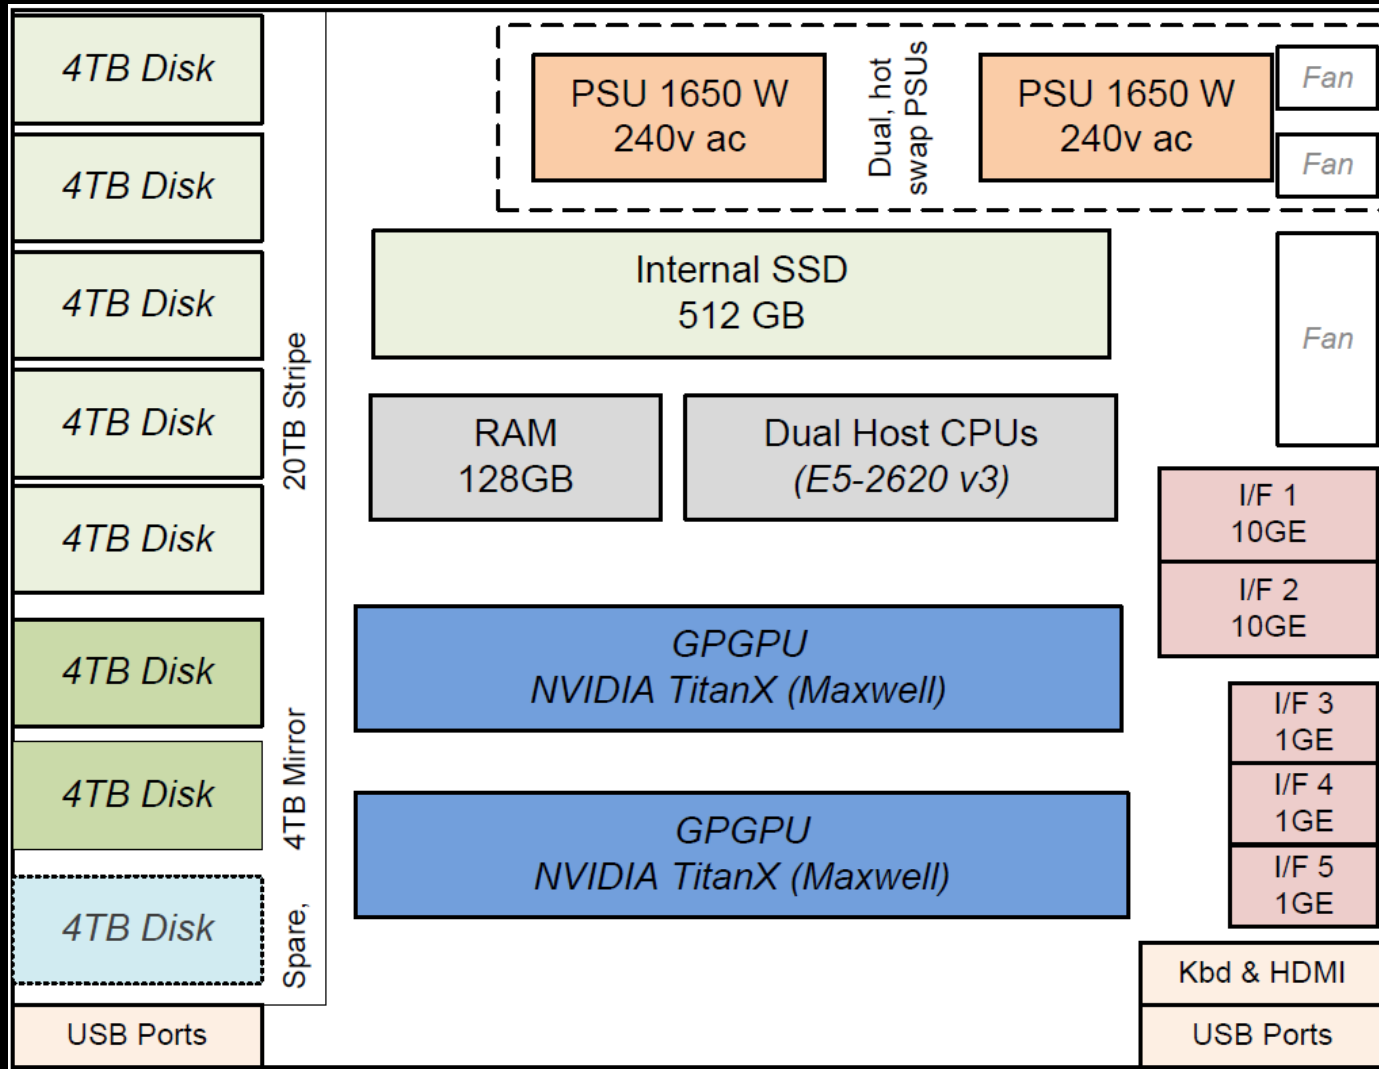 4TB Disk
4TB Disk
4TB Disk
4TB Disk
4TB Disk
4TB Disk
4TB Disk
4TB Disk
USB Ports
20TB Stripe
4TB Mirror
Spare,
PSU 1650 W
240v ac
Dual, hot
swap PSUs
PSU 1650 W
240v ac
Fan
Fan
Internal SSD
512 GB
Fan
RAM
128GB
Dual Host CPUs
(E5-2620 v3)
I/F 1
10GE
I/F 2
10GE
GPGPU
NVIDIA TitanX (Maxwell)
I/F 3
1GE
I/F 4
1GE
I/F 5
1GE
GPGPU
NVIDIA TitanX (Maxwell)
Kbd & HDMI
USB Ports